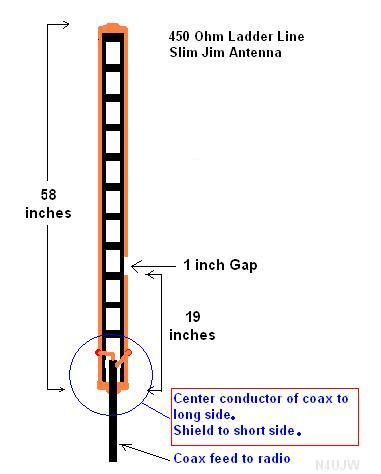 450 Ohm Ladder Line
Slim Jim Antenna
58
inches
1 inch Gap
19
inches
Center conductor of coax to
long side.
Shield to short side.
Coax feed to radio
N4UJW